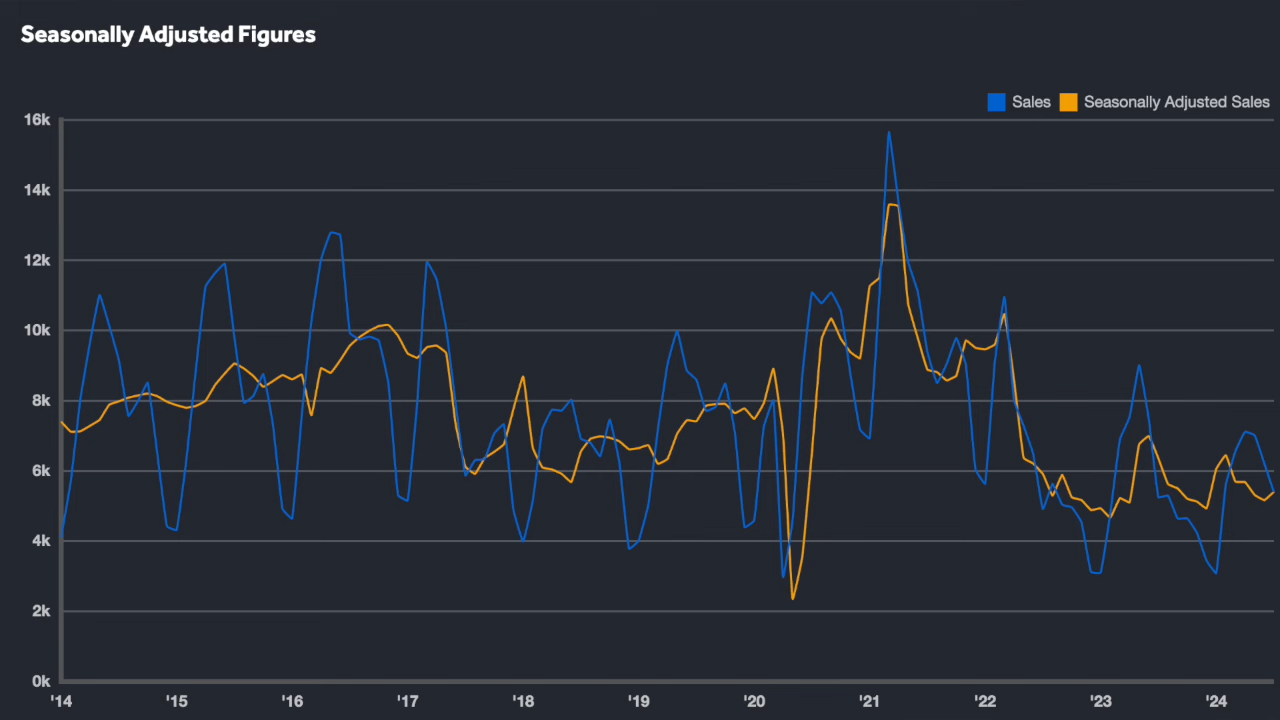 Seasonally Adjusted Figures
Sales Seasonally Adjusted Sales
16k
14k
12k
10k
8k
6k
4k
2k
0k
'14 '15 '16 '17 '18 '19 '20 '21 '22 '23 '24